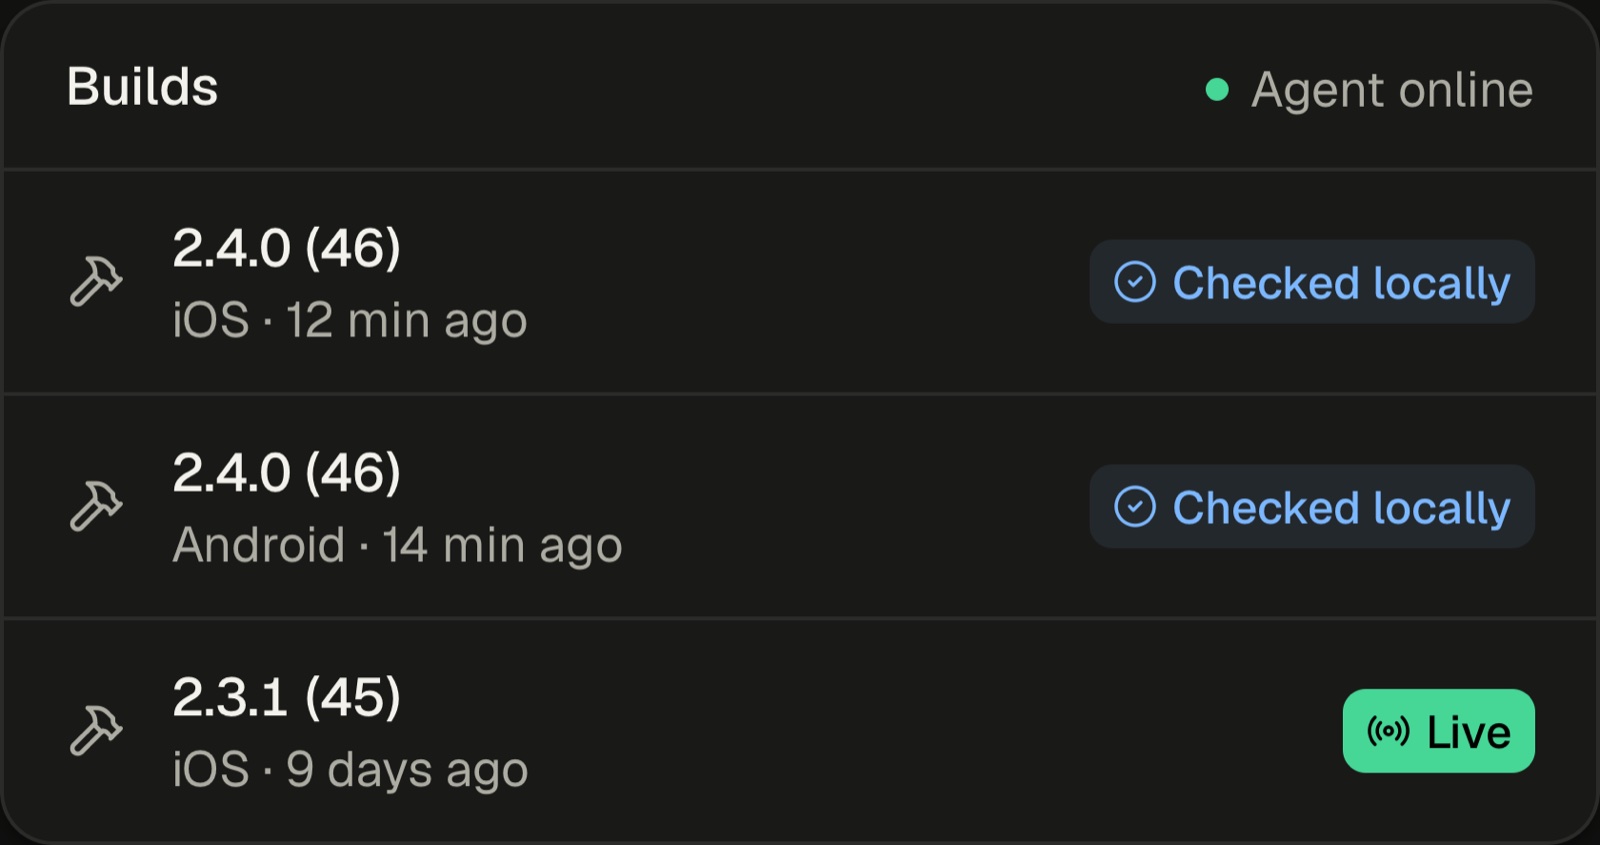 Builds
Agent online
2.4.0 (46)
iOS · 12 min ago
Checked locally
2.4.0 (46)
Android · 14 min ago
Checked locally
2.3.1 (45)
iOS · 9 days ago
Live